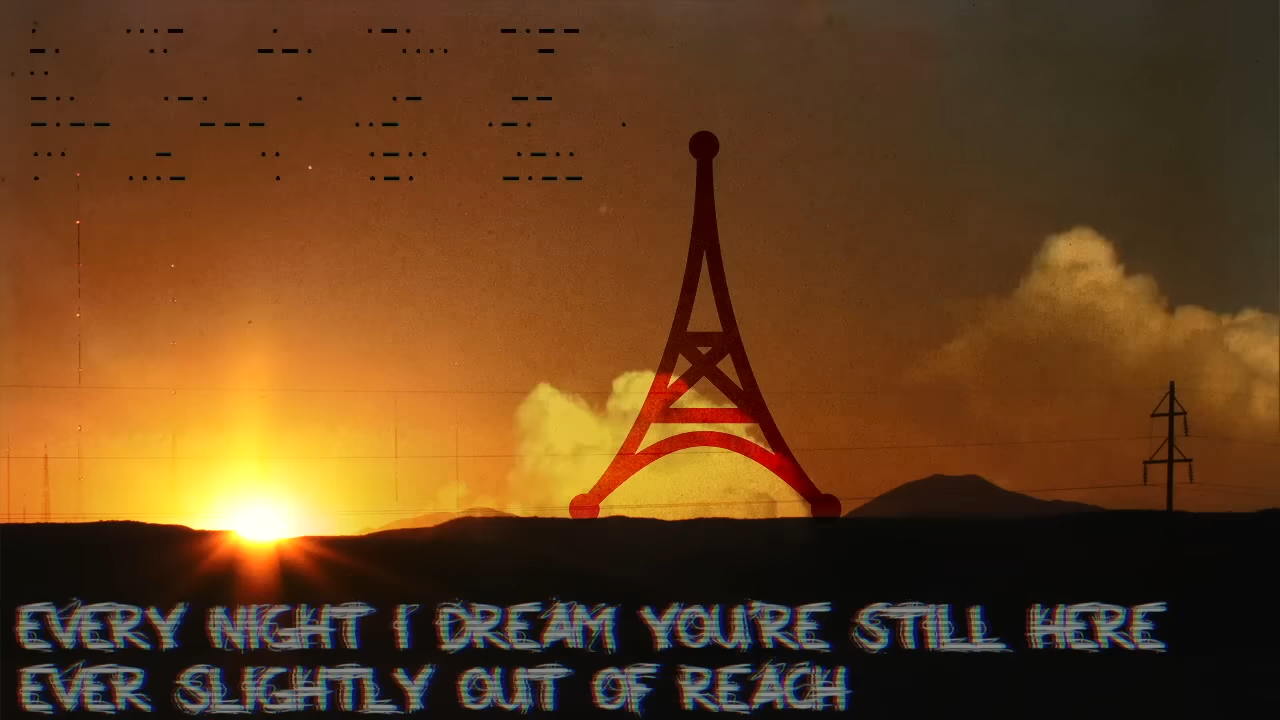 . ...- . .-. -.--
-. .. --. .... -
..
-.. .-. . .- --
-.-- --- ..- .-. .
... - .. .-.. .-..
. ...- . .-. -.--
EVERY NIGHT I DREAM YOU'RE STILL HERE
EVER SLIGHTLY OUT OF REACH